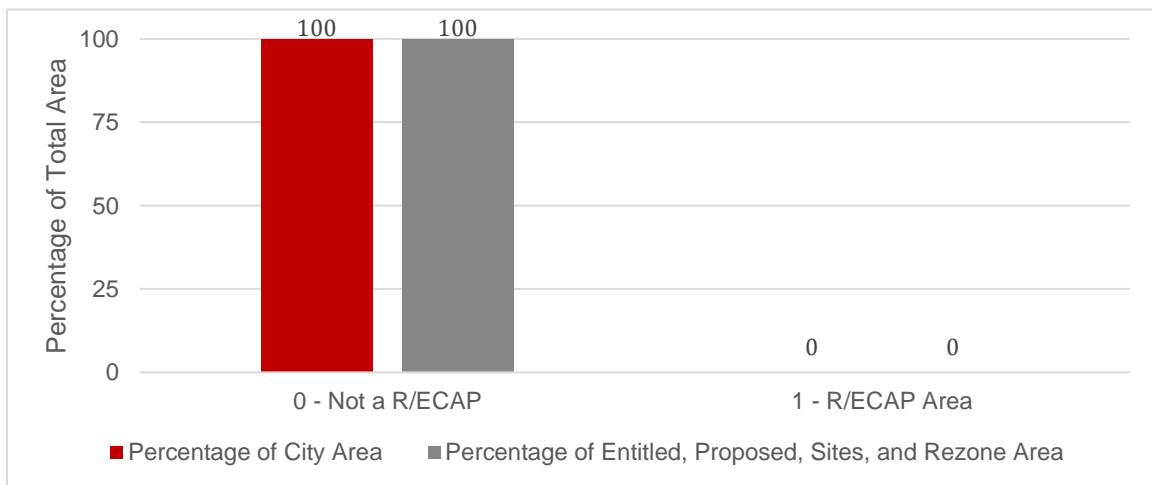 Percentage of Total Area
100
75
50
25
0
100 100
0 0
0 - Not a R/ECAP 1 - R/ECAP Area
Percentage of City Area Percentage of Entitled, Proposed, Sites, and Rezone Area